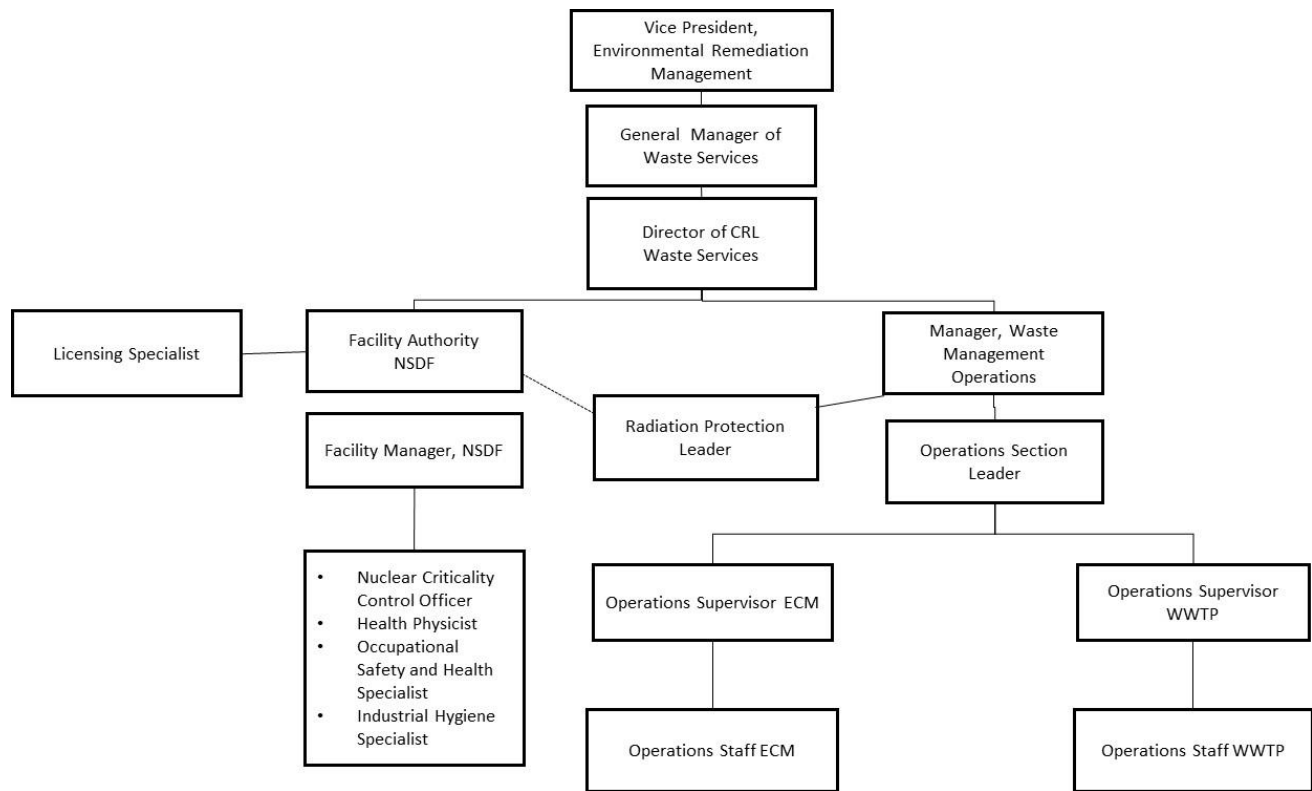 Vice President,
Environmental Remediation
Management
General Manager of
Waste Services
Director of CRL
Waste Services
Licensing Specialist
Facility Authority
NSDF
Manager, Waste
Management
Operations
Radiation Protection
Leader
Facility Manager, NSDF
Operations Section
Leader
• Nuclear Criticality
Control Officer
• Health Physicist
• Occupational
Safety and Health
Specialist
• Industrial Hygiene
Specialist
Operations Supervisor ECM
Operations Supervisor
WWTP
Operations Staff ECM
Operations Staff WWTP